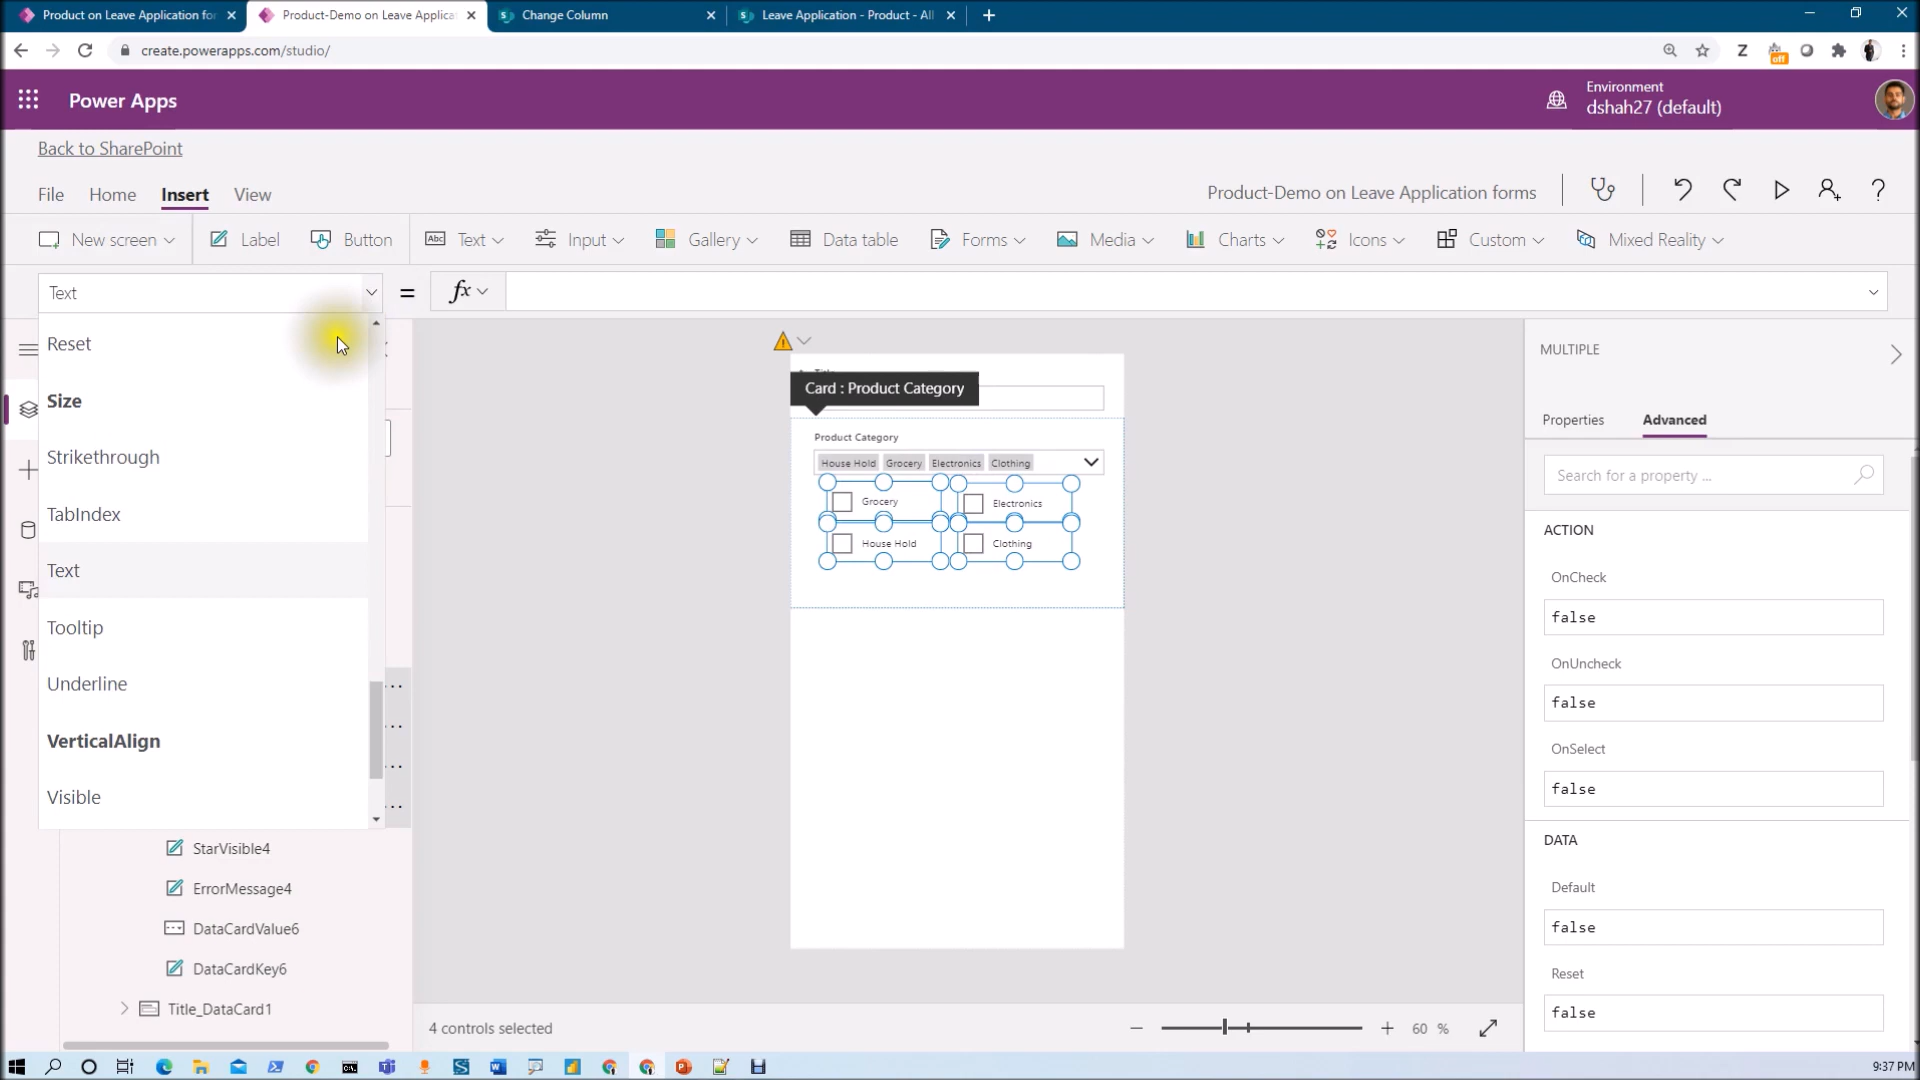 Product on Leave Application for
Product-Demo on Leave Applica
Change Column
Leave Application - Product - All
create.powerapps.com/studio/
Z
off
Power Apps
Environment
dshah27 (default)
Back to SharePoint
File
Home
Insert
View
Product-Demo on Leave Application forms
New screen
Label
Button
Abc
Text
Input
Gallery
Data table
Forms
Media
Charts
Icons
Custom
Mixed Reality
Text
=
fx
Reset
Size
Strikethrough
TabIndex
Text
Tooltip
Underline
VerticalAlign
Visible
StarVisible4
ErrorMessage4
DataCardValue6
DataCardKey6
Title_DataCard1
Card : Product Category
Product Category
House Hold Grocery Electronics Clothing
Grocery
Electronics
House Hold
Clothing
4 controls selected
60 %
MULTIPLE
Properties
Advanced
Search for a property ...
ACTION
OnCheck
false
OnUncheck
false
OnSelect
false
DATA
Default
false
Reset
false
9:37 PM